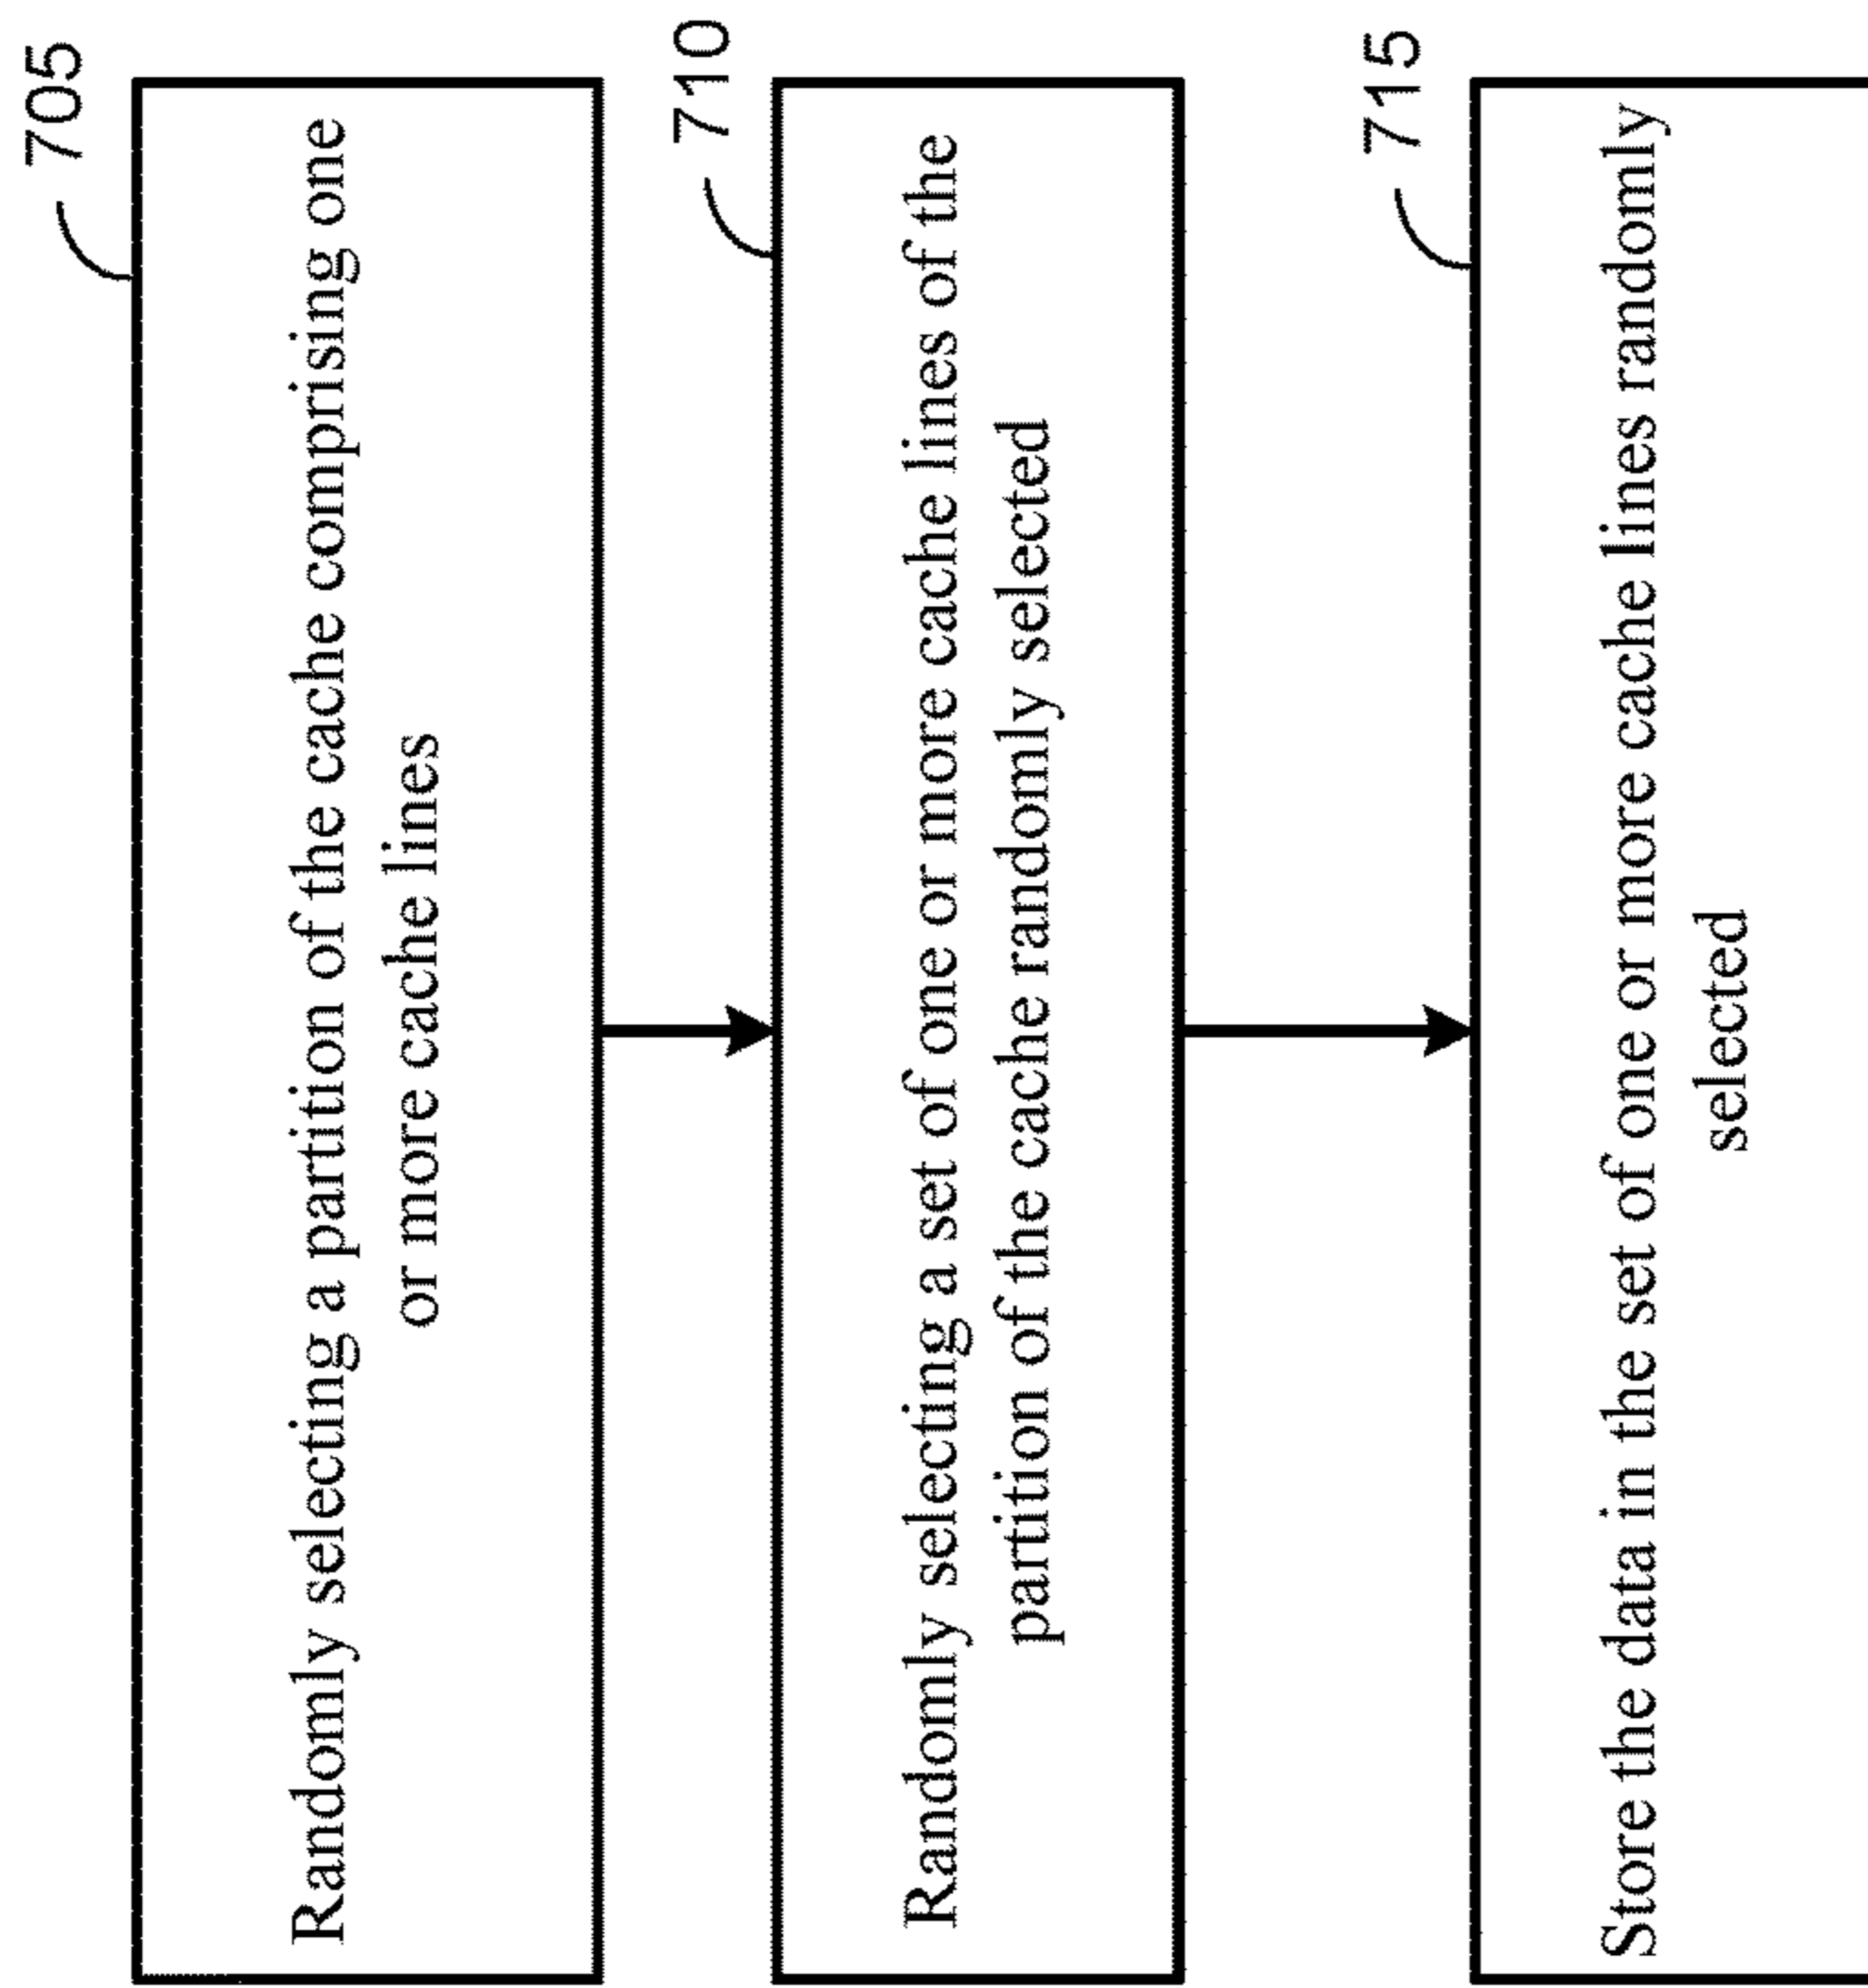 705
Randomly selecting a partition of the cache comprising one
or more cache lines
710
Randomly selecting a set of one or more cache lines of the
partition of the cache randomly selected
715
Store the data in the set of one or more cache lines randomly
selected